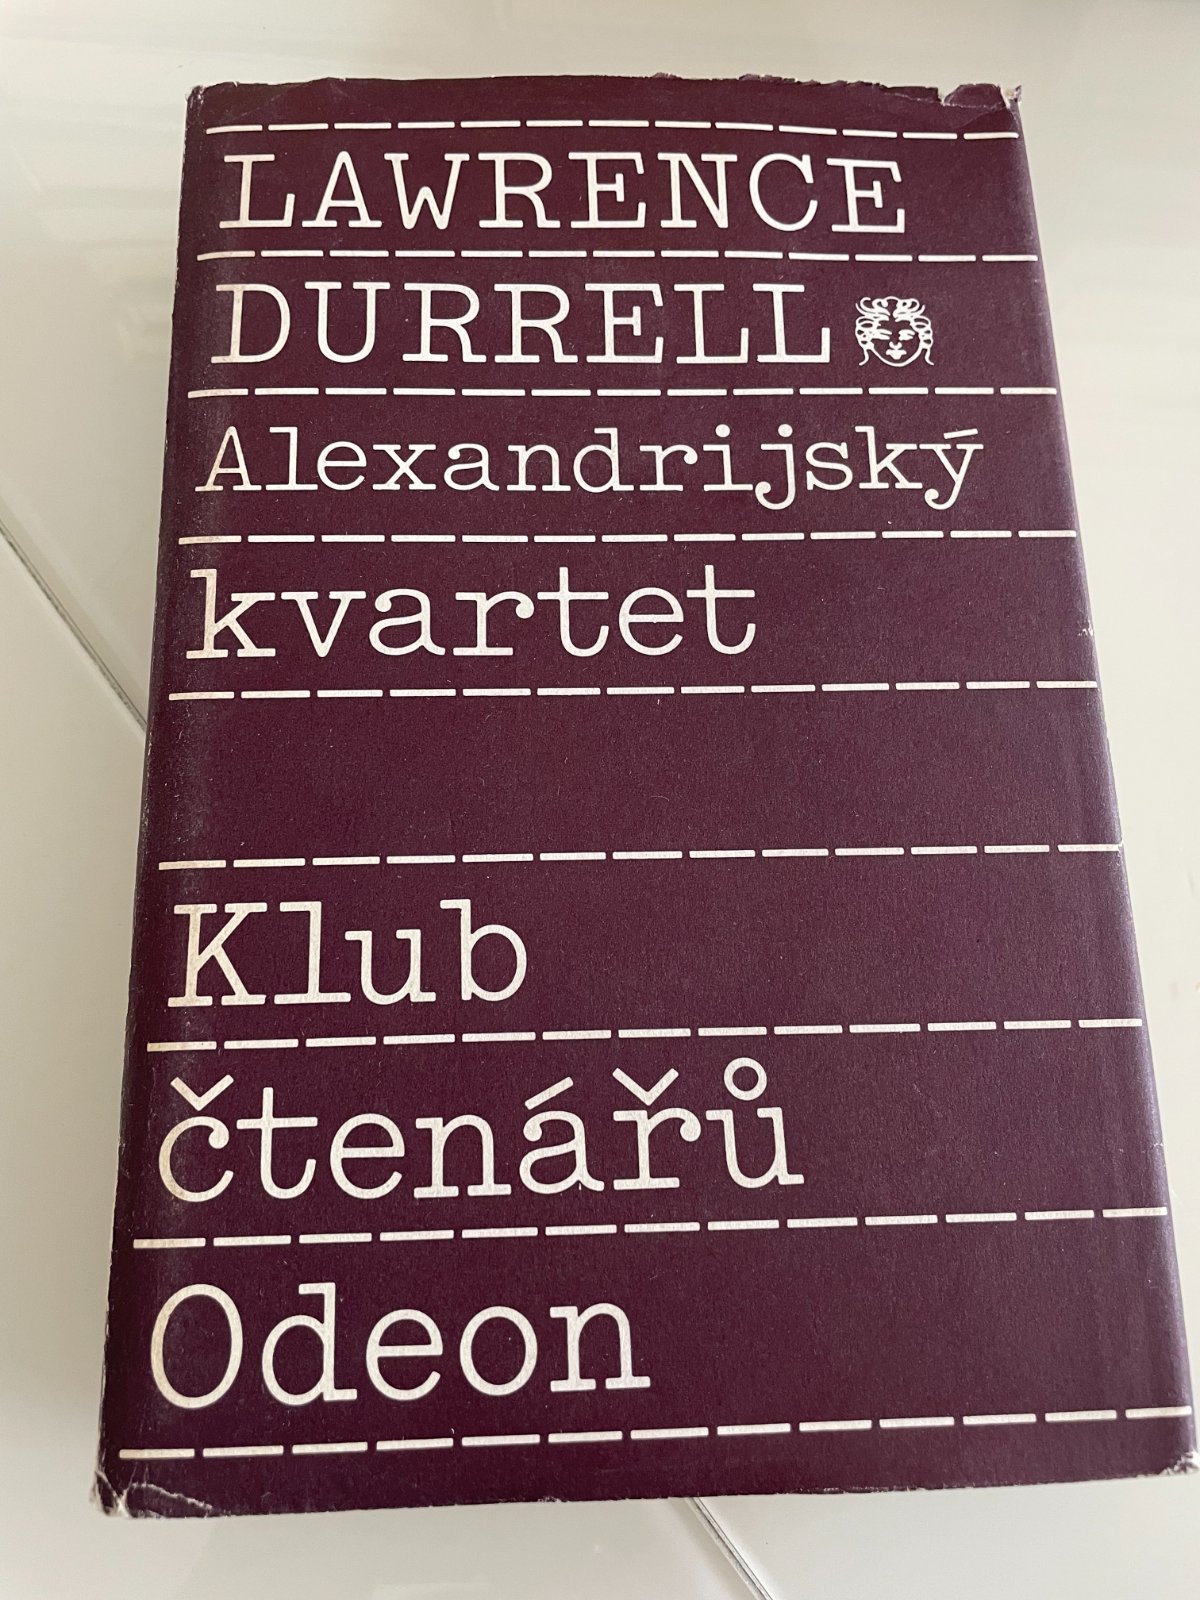 LAWRENCE
DURRELL
Alexandrijský
kvartet
Klub
čtenářů
Odeon